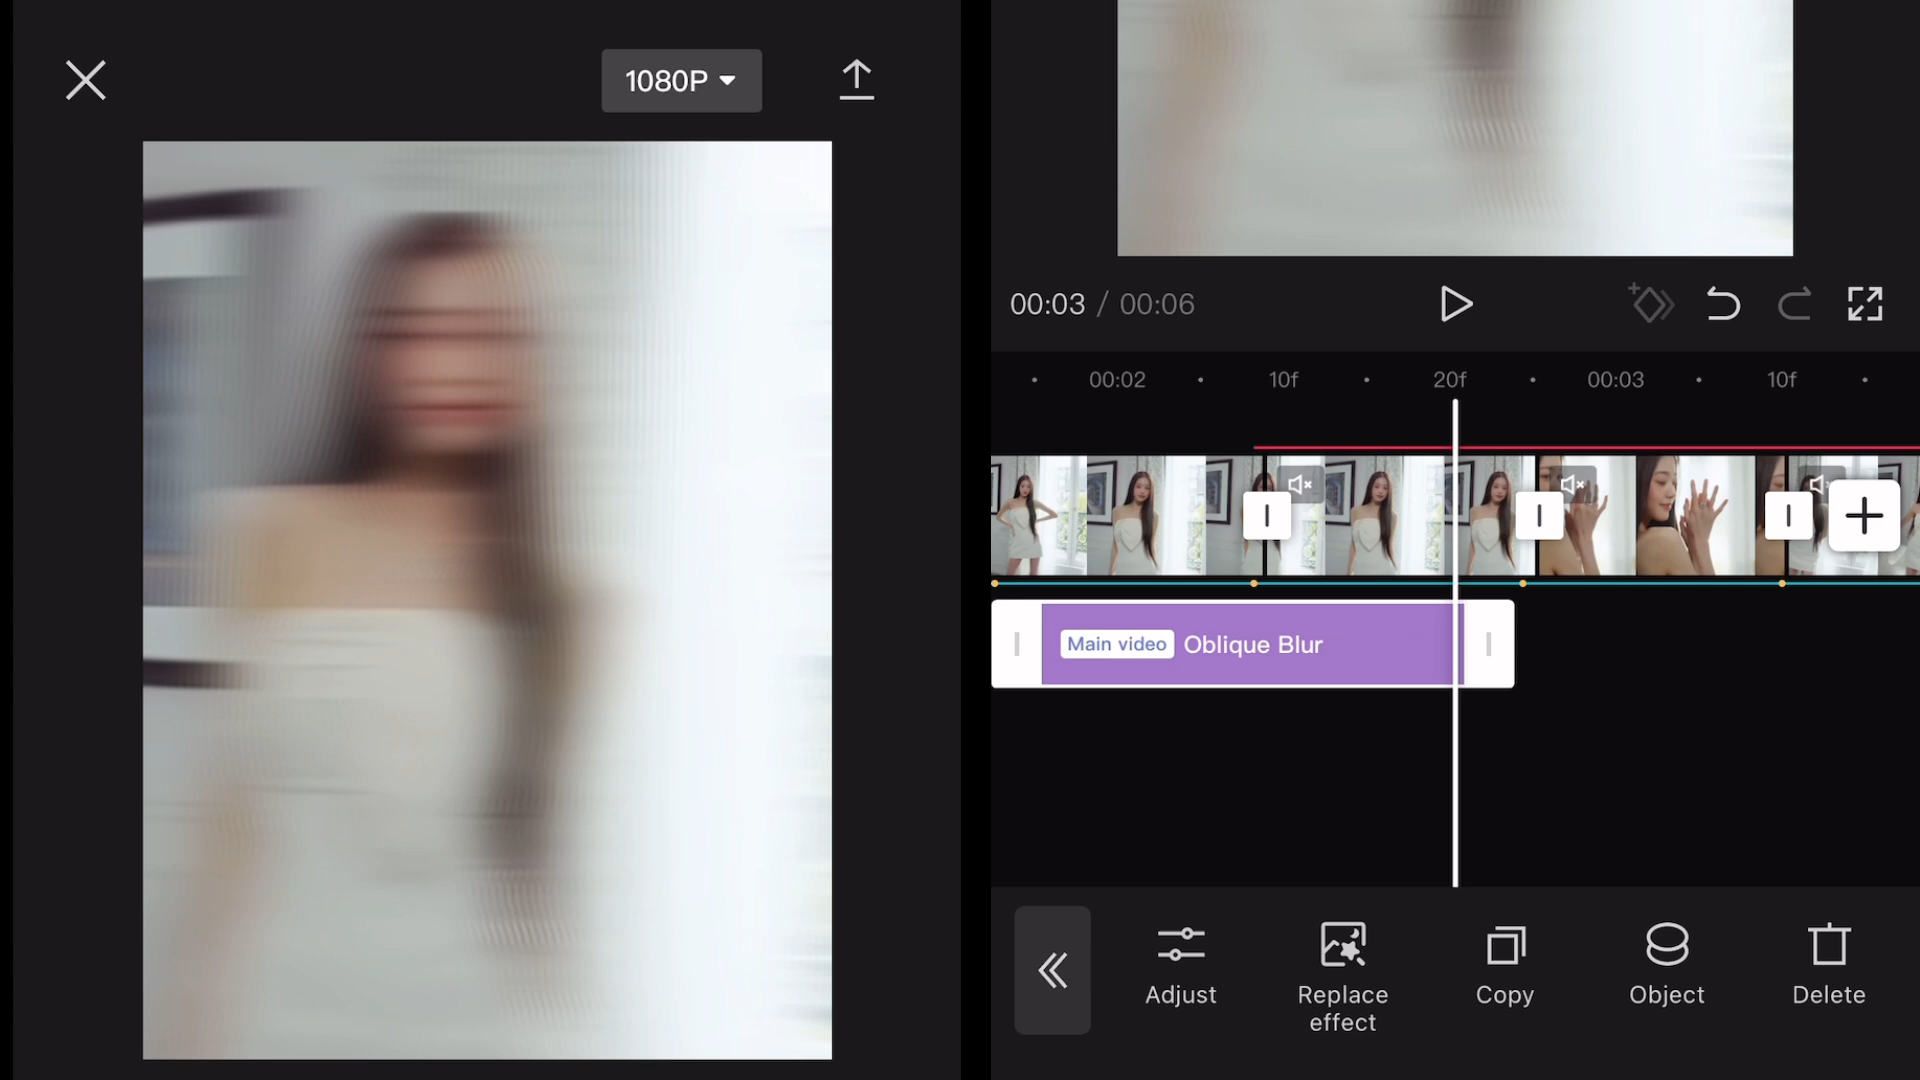 1080P
00:03 / 00:06
00:02 10f 20f 00:03 10f
Main video Oblique Blur
Adjust
Replace
effect
Copy
Object
Delete